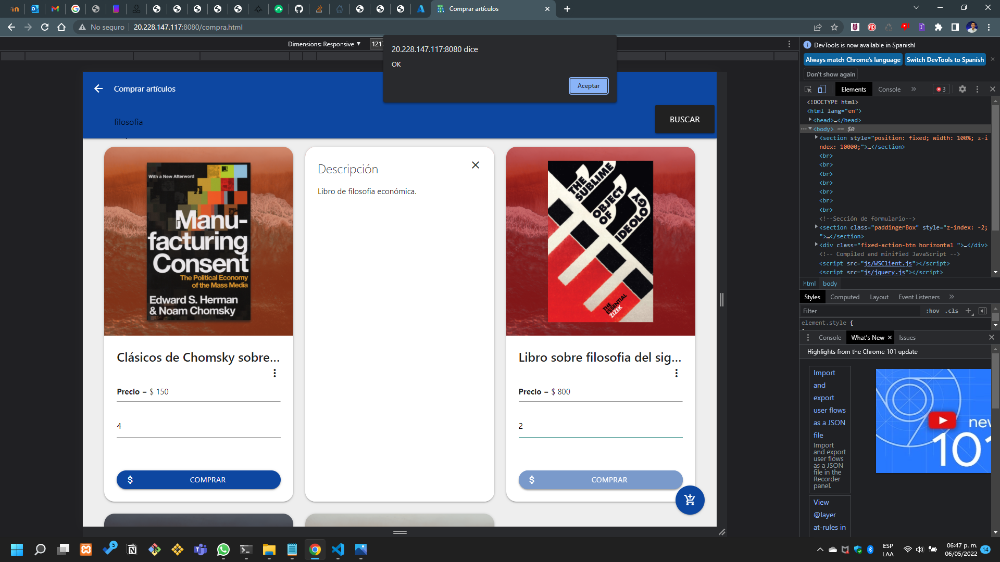 Comprar artículos
No seguro
20.228.147.117:8080/compra.html
Dimensions: Responsive
1217
20.228.147.117:8080 dice
OK
Aceptar
Comprar artículos
filosofia
BUSCAR
With a New Afterword
Manu-
facturing
Consent
The Political Economy
of the Mass Media
Edward S. Herman
& Noam Chomsky
Clásicos de Chomsky sobre...
Precio = $ 150
4
$ COMPRAR
Descripción
Libro de filosofia económica.
THE
SUBLIME
OBJECT
OF
IDEOLOGY
THE
ESSENTIAL
ZIZEK
Libro sobre filosofia del sig...
Precio = $ 800
2
$ COMPRAR
DevTools is now available in Spanish!
Always match Chrome's language
Switch DevTools to Spanish
Don't show again
Elements
Console
3
<!DOCTYPE html>
<html lang="en">
<head>…</head>
<body> == $0
<section style="position: fixed; width: 100%; z-i
ndex: 10000;">…</section>
<br>
<br>
<br>
<br>
<br>
<br>
<br>
<!--Sección de formulario-->
<section class="paddingerBox" style="z-index: -2;
">…</section>
<div class="fixed-action-btn horizontal ">…</div>
<!-- Compiled and minified JavaScript -->
<script src="js/WSClient.js"></script>
<script src="js/jquery.js"></script>
html
body
Styles
Computed
Layout
Event Listeners
Filter
:hov
.cls
element.style {
Console
What's New
Issues
Highlights from the Chrome 101 update
Import
and
export
user flows
as a JSON
file
Import
and export
user flows
as a JSON
file in the
Recorder
panel.
new
101
View
@layer
at-rules in
5
ESP
LAA
06:47 p. m.
06/05/2022
14